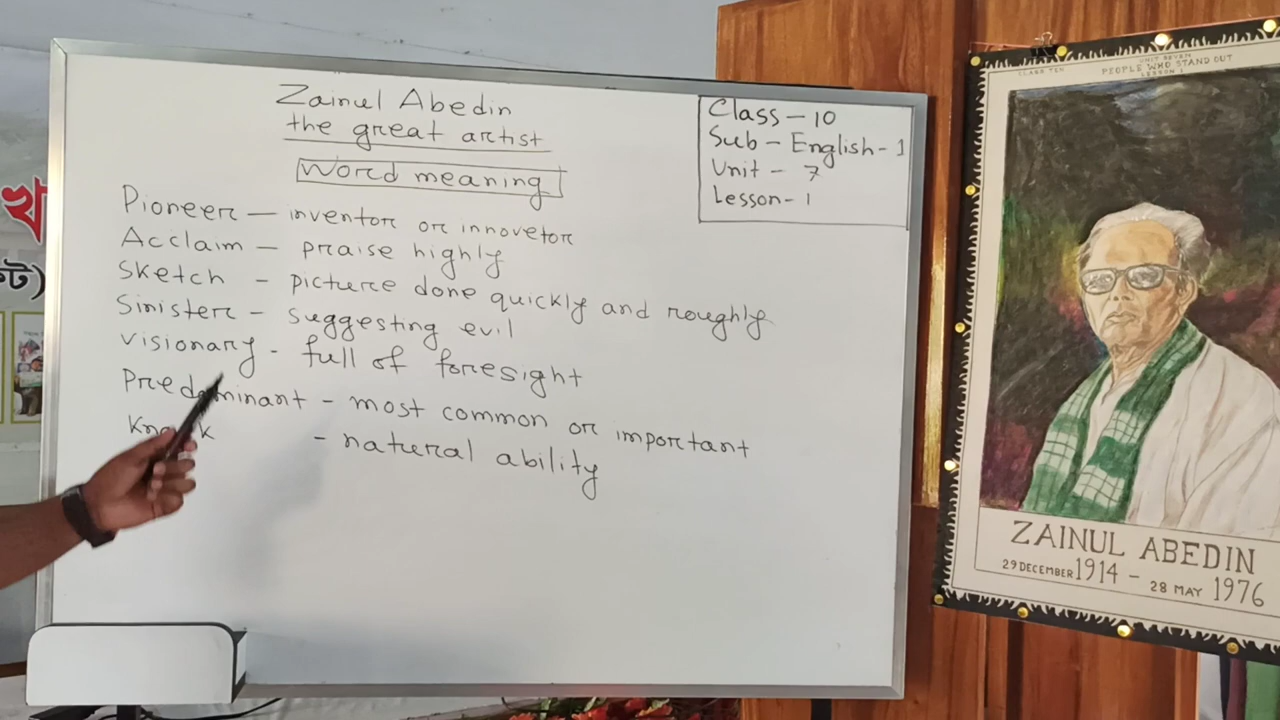 Zainul Abedin
the great artist
Word meaning
Class - 10
Sub - English - 1
Unit - 7
Lesson - 1
Pioneer - inventor or innovetor
Acclaim - praise highly
Sketch - picture done quickly and roughly
Sinister - suggesting evil
Visionary - full of foresight
Predominant - most common or important
- natural ability
খ
UNIT SEVEN
CLASS TEN
PEOPLE WHO STAND OUT
LESSON 1
ZAINUL ABEDIN
29 DECEMBER 1914 - 28 MAY 1976